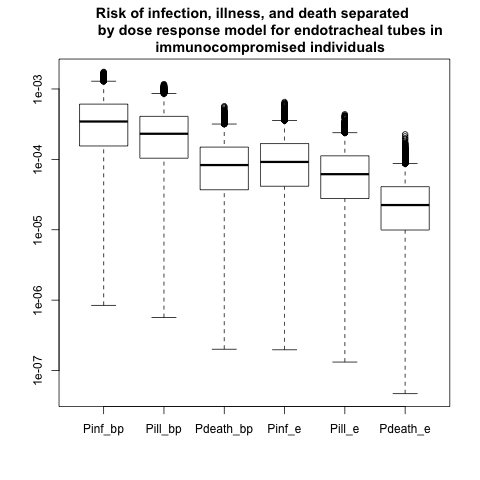 Risk of infection, illness, and death separated
by dose response model for endotracheal tubes in
immunocompromised individuals
1e-03
1e-04
1e-05
1e-06
1e-07
Pinf_bp Pill_bp Pdeath_bp Pinf_e Pill_e Pdeath_e